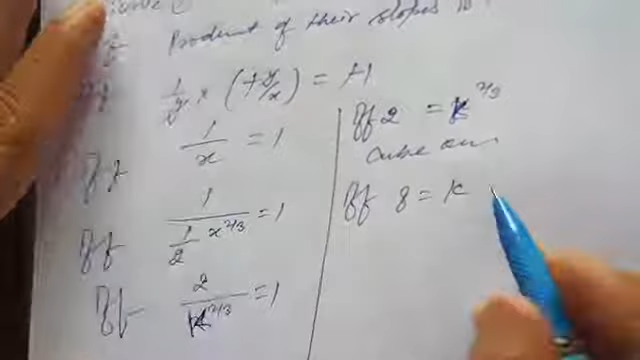 Product of their slopes is
iff 1/y × (+y/x) = +1
iff 1/x = 1
iff 1/(1/2 x^2/3) = 1
iff 2/k^2/3 = 1
iff 2 = k^2/3
cube on
iff 8 = k